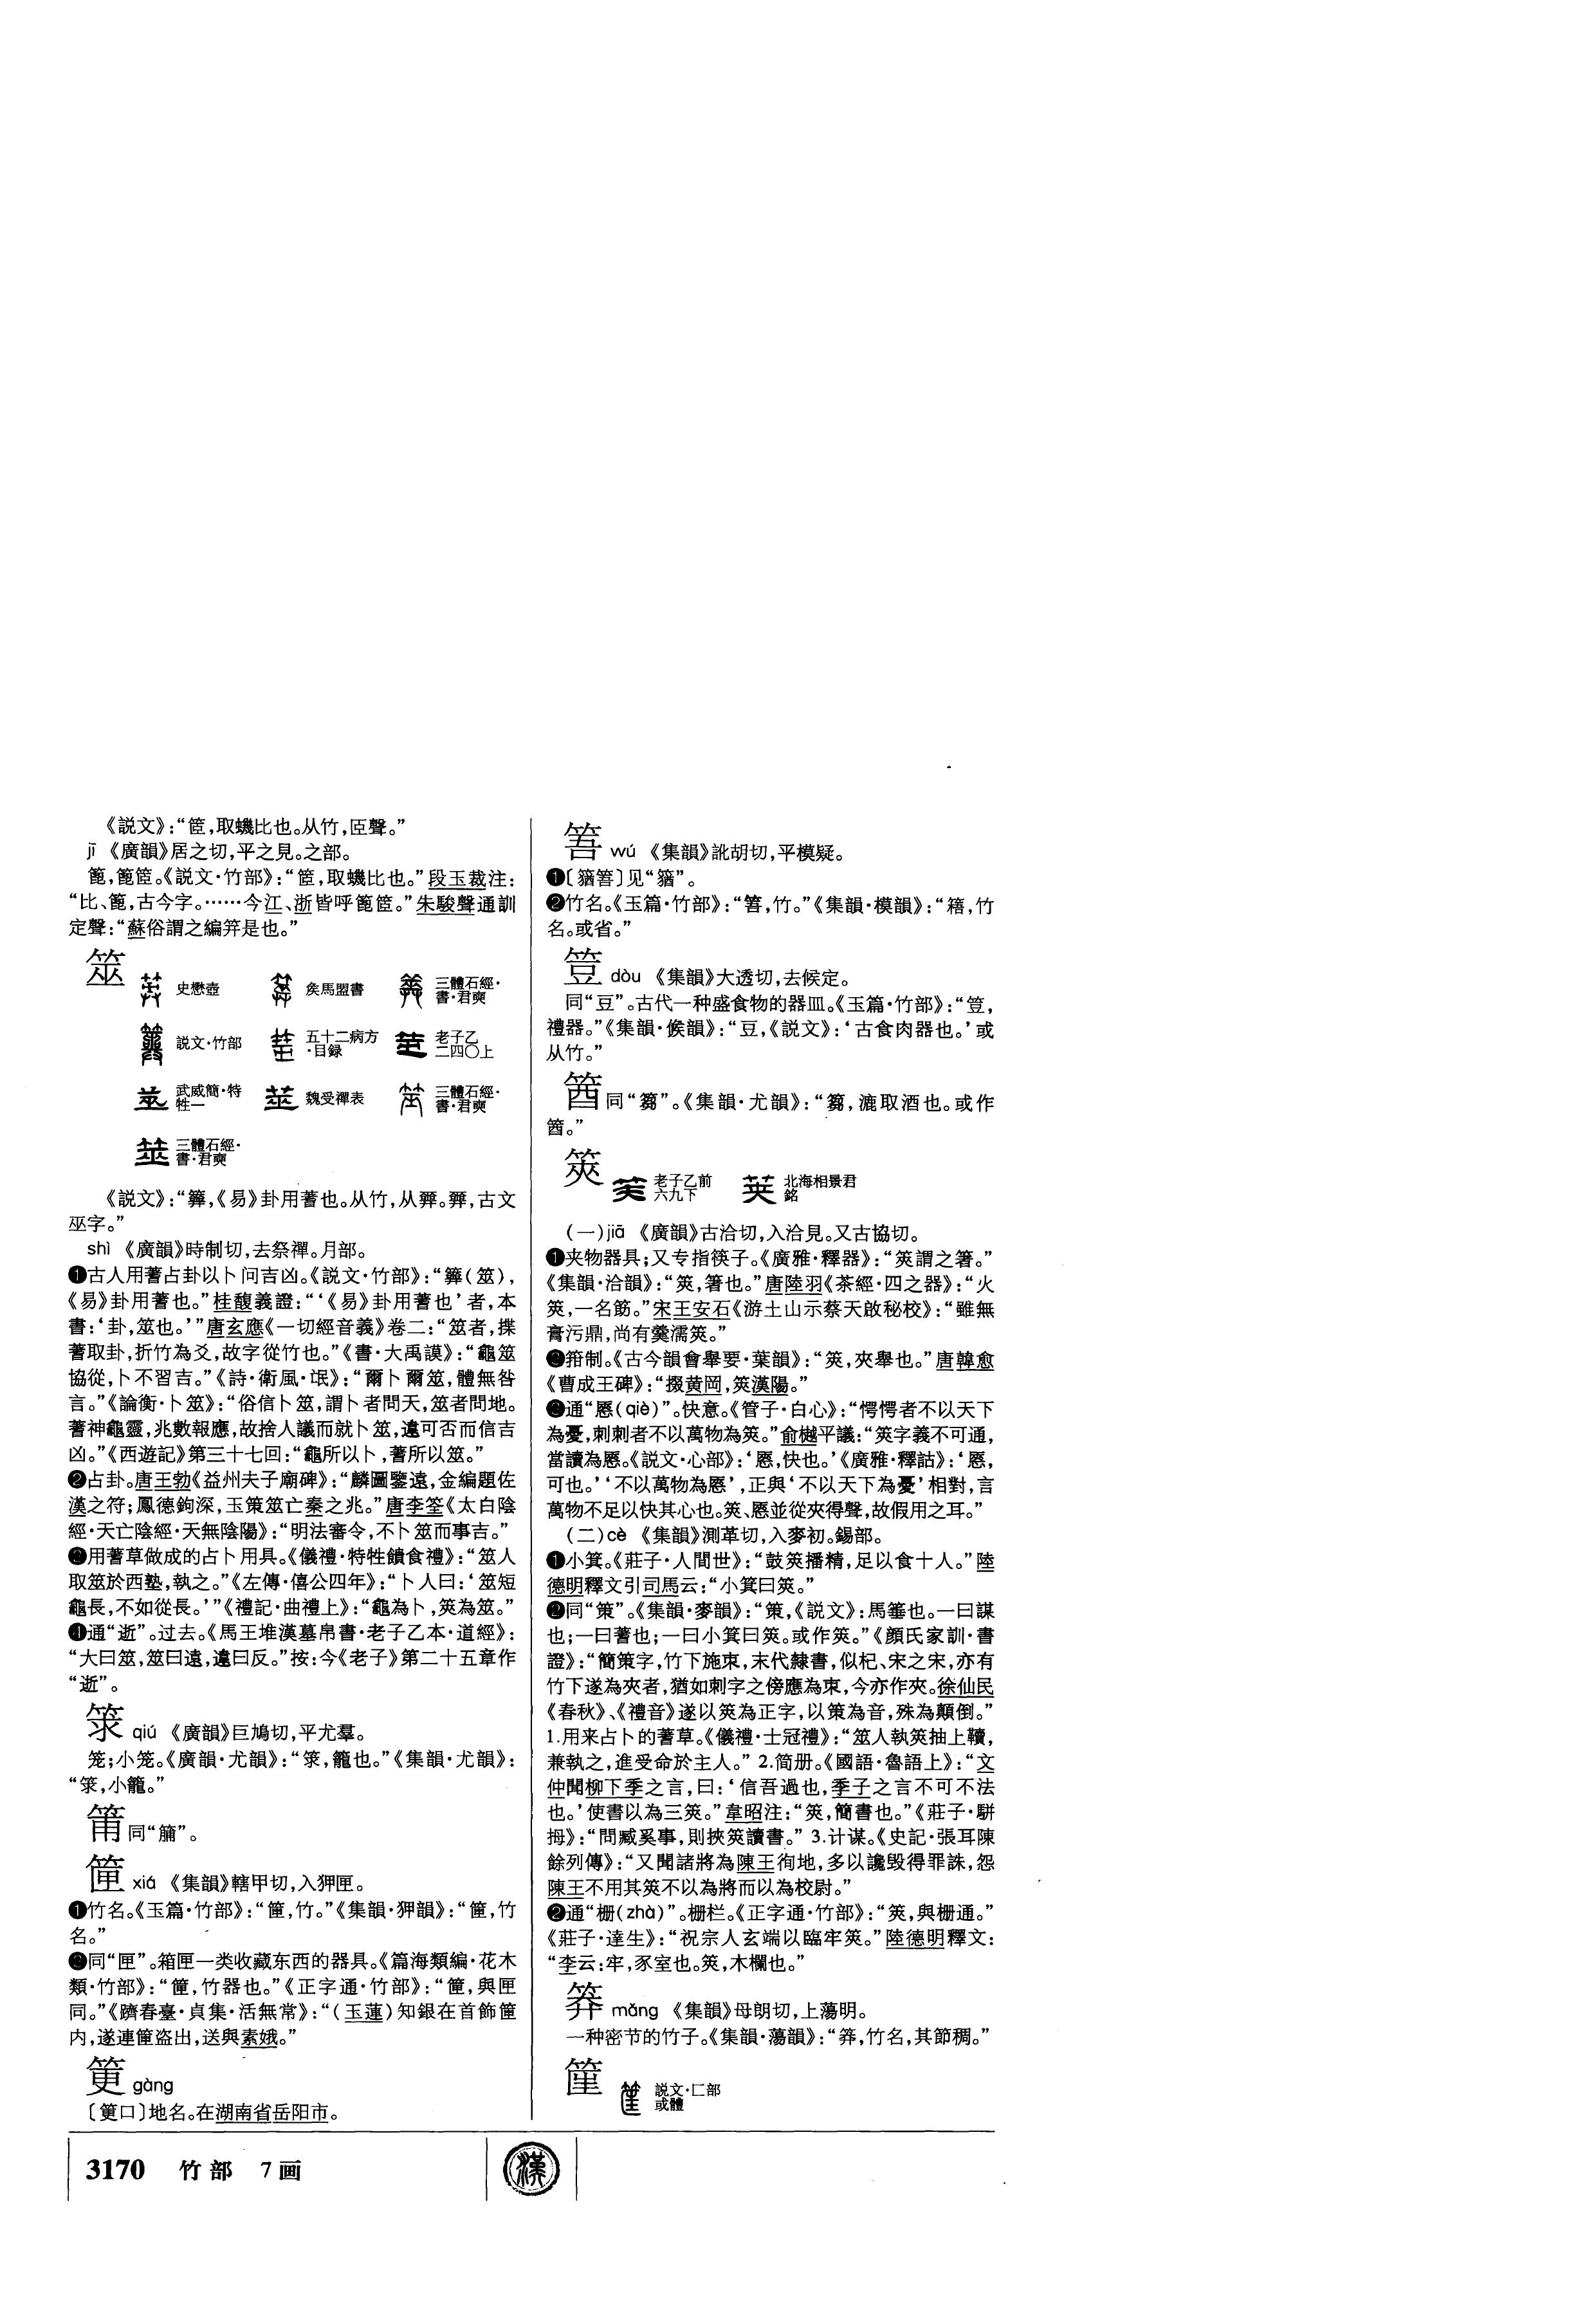 《説文》：“筐，取蟣比也。从竹，𦣞聲。”
jī 《廣韻》居之切，平之見。之部。
篦，篦𥮊。《説文·竹部》：“𥮊，取蟣比也。”段玉裁注：
“比、篦，古今字。……今江、浙皆呼篦𥮊。”朱駿聲通訓
定聲：“蘇俗謂之編笄是也。”
筮
史懋壺
矦馬盟書
三體石經·
書·君奭
説文·竹部
五十二病方
·目録
老子乙
二四〇上
武威簡·特
牲一
魏受禪表
三體石經·
書·君奭
三體石經·
書·君奭
《説文》：“簭，《易》卦用蓍也。从竹，从𢍮。𢍮，古文
巫字。”
shì 《廣韻》時制切，去祭禪。月部。
❶古人用蓍占卦以卜问吉凶。《説文·竹部》：“簭（筮），
《易》卦用蓍也。”桂馥義證：“‘《易》卦用蓍也’者，本
書：‘卦，筮也。’”唐玄應《一切經音義》卷二：“筮者，揲
蓍取卦，折竹為爻，故字從竹也。”《書·大禹謨》：“龜筮
協從，卜不習吉。”《詩·衛風·氓》：“爾卜爾筮，體無咎
言。”《論衡·卜筮》：“俗信卜筮，謂卜者問天，筮者問地。
蓍神龜靈，兆數報應，故捨人議而就卜筮，違可否而信吉
凶。”《西遊記》第三十七回：“龜所以卜，蓍所以筮。”
❷占卦。唐王勃《益州夫子廟碑》：“麟圖鑒遠，金編題佐
漢之符；鳳德鉤深，玉策筮亡秦之兆。”唐李筌《太白陰
經·天亡陰經·天無陰陽》：“明法審令，不卜筮而事吉。”
❸用蓍草做成的占卜用具。《儀禮·特牲饋食禮》：“筮人
取筮於西塾，執之。”《左傳·僖公四年》：“卜人曰：‘筮短
龜長，不如從長。’”《禮記·曲禮上》：“龜為卜，筴為筮。”
❹通“逝”。过去。《馬王堆漢墓帛書·老子乙本·道經》：
“大曰筮，筮曰遠，遠曰反。”按：今《老子》第二十五章作
“逝”。
𥭑 qiú 《廣韻》巨鳩切，平尤羣。
笼；小笼。《廣韻·尤韻》：“𥭑，籠也。”《集韻·尤韻》：
“𥭑，小籠。”
筩同“箙”。
筪 xiá 《集韻》轄甲切，入狎匣。
❶竹名。《玉篇·竹部》：“筪，竹。”《集韻·狎韻》：“筪，竹
名。”
❷同“匣”。箱匣一类收藏东西的器具。《篇海類編·花木
類·竹部》：“筪，竹器也。”《正字通·竹部》：“筪，與匣
同。”《躋春臺·貞集·活無常》：“（玉蓮）知銀在首飾筪
内，遂連筪盗出，送與素娥。”
筻 gàng
〔筻口〕地名。在湖南省岳阳市。
䇢 wú 《集韻》訛胡切，平模疑。
❶〔䇢〕见“”。
❷竹名。《玉篇·竹部》：“，竹。”《集韻·模韻》：“，竹
名。或省。”
䇺 dòu 《集韻》大透切，去候定。
同“豆”。古代一种盛食物的器皿。《玉篇·竹部》：“䇺，
禮器。”《集韻·候韻》：“豆，《説文》：‘古食肉器也。’或
从竹。”
同“篘”。《集韻·尤韻》：“篘，漉取酒也。或作
。”
筴
老子乙前
六九下
北海相景君
銘
（一）jiā 《廣韻》古洽切，入洽見。又古協切。
❶夹物器具；又专指筷子。《廣雅·釋器》：“筴謂之箸。”
《集韻·洽韻》：“筴，箸也。”唐陸羽《茶經·四之器》：“火
筴，一名筯。”宋王安石《游土山示蔡天啟秘校》：“雖無
膏污鼎，尚有羹濡筴。”
❷箝制。《古今韻會舉要·葉韻》：“筴，夾舉也。”唐韓愈
《曹成王碑》：“掇黄岡，筴漢陽。”
❸通“㥦（qiè）”。快意。《管子·白心》：“愕愕者不以天下
為憂，刺刺者不以萬物為筴。”俞樾平議：“筴字義不可通，
當讀為㥦。《説文·心部》：‘㥦，快也。’《廣雅·釋詁》：‘㥦，
可也。’‘不以萬物為㥦’，正與‘不以天下為憂’相對，言
萬物不足以快其心也。筴、㥦並從夾得聲，故假用之耳。”
（二）cè 《集韻》測革切，入麥初。錫部。
❶小箕。《莊子·人間世》：“鼓筴播精，足以食十人。”陸
德明釋文引司馬云：“小箕曰筴。”
❷同“策”。《集韻·麥韻》：“策，《説文》：馬箠也。一曰謀
也；一曰蓍也；一曰小箕曰筴。或作筴。”《顔氏家訓·書
證》：“簡策字，竹下施朿，末代隸書，似杞、宋之宋，亦有
竹下遂為夾者，猶如刺字之傍應為朿，今亦作夾。徐仙民
《春秋》、《禮音》遂以筴為正字，以策為音，殊為顛倒。”
1.用来占卜的蓍草。《儀禮·士冠禮》：“筮人執筴抽上韇，
兼執之，進受命於主人。” 2.简册。《國語·魯語上》：“文
仲聞柳下季之言，曰：‘信吾過也，季子之言不可不法
也。’使書以為三筴。”韋昭注：“筴，簡書也。”《莊子·駢
拇》：“問臧奚事，則挾筴讀書。” 3.计谋。《史記·張耳陳
餘列傳》：“又聞諸將為陳王徇地，多以讒毁得罪誅，怨
陳王不用其筴不以為將而以為校尉。”
❷通“栅（zhà）”。栅栏。《正字通·竹部》：“筴，與栅通。”
《莊子·達生》：“祝宗人玄端以臨牢筴。”陸德明釋文：
“李云：牢，豕室也。筴，木欄也。”
䇟 mǎng 《集韻》母朗切，上蕩明。
一种密节的竹子。《集韻·蕩韻》：“，竹名，其節稠。”
筐
説文·匚部
或體
3170 竹部 7画
漢